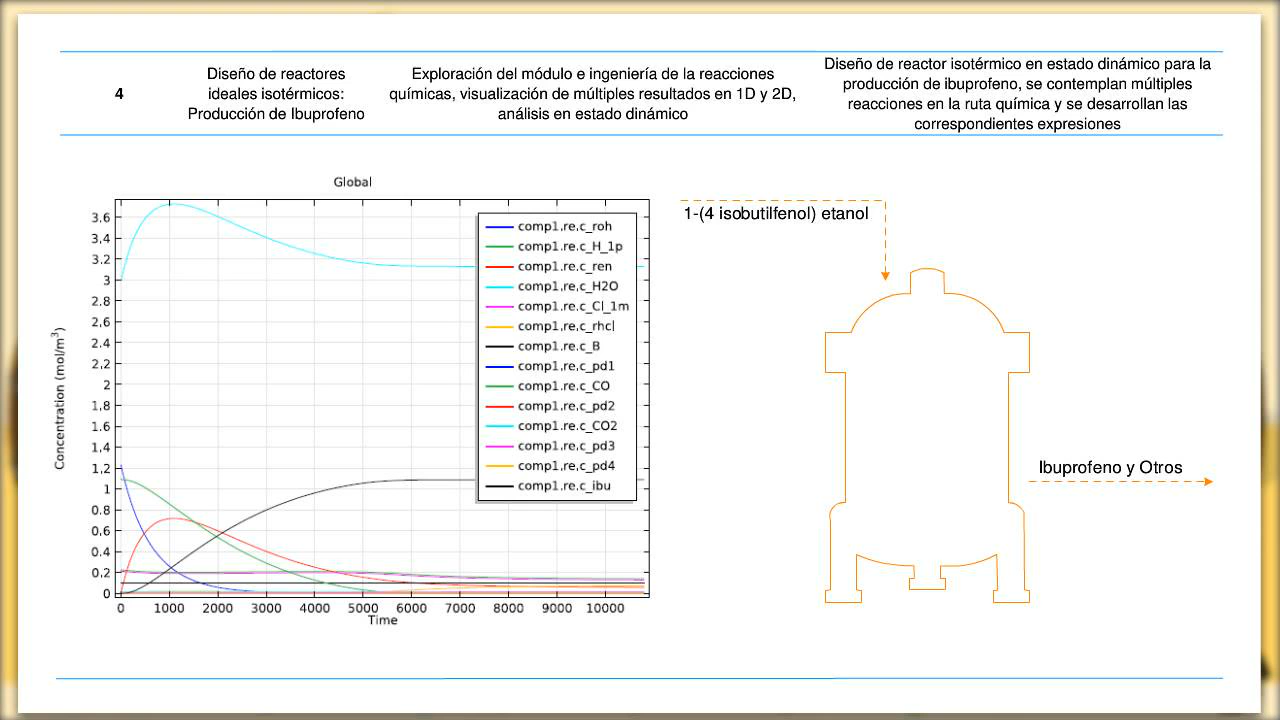 4
Diseño de reactores
ideales isotérmicos:
Producción de Ibuprofeno
Exploración del módulo e ingeniería de la reacciones
químicas, visualización de múltiples resultados en 1D y 2D,
análisis en estado dinámico
Diseño de reactor isotérmico en estado dinámico para la
producción de ibuprofeno, se contemplan múltiples
reacciones en la ruta química y se desarrollan las
correspondientes expresiones
Global
Concentration (mol/m³)
3.6
3.4
3.2
3
2.8
2.6
2.4
2.2
2
1.8
1.6
1.4
1.2
1
0.8
0.6
0.4
0.2
0
0 1000 2000 3000 4000 5000 6000 7000 8000 9000 10000
Time
comp1.re.c_roh
comp1.re.c_H_1p
comp1.re.c_ren
comp1.re.c_H2O
comp1.re.c_Cl_1m
comp1.re.c_rhcl
comp1.re.c_B
comp1.re.c_pd1
comp1.re.c_CO
comp1.re.c_pd2
comp1.re.c_CO2
comp1.re.c_pd3
comp1.re.c_pd4
comp1.re.c_ibu
1-(4 isobutilfenol) etanol
Ibuprofeno y Otros